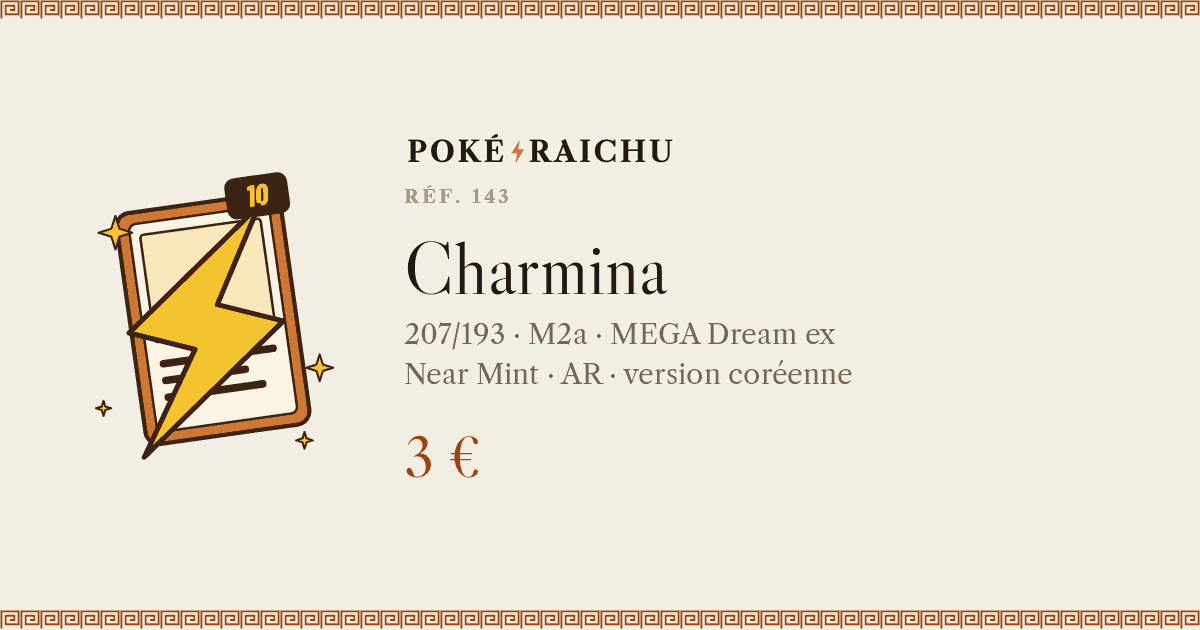 10
POKÉ⚡RAICHU
RÉF. 143
Charmina
207/193 · M2a · MEGA Dream ex
Near Mint · AR · version coréenne
3 €